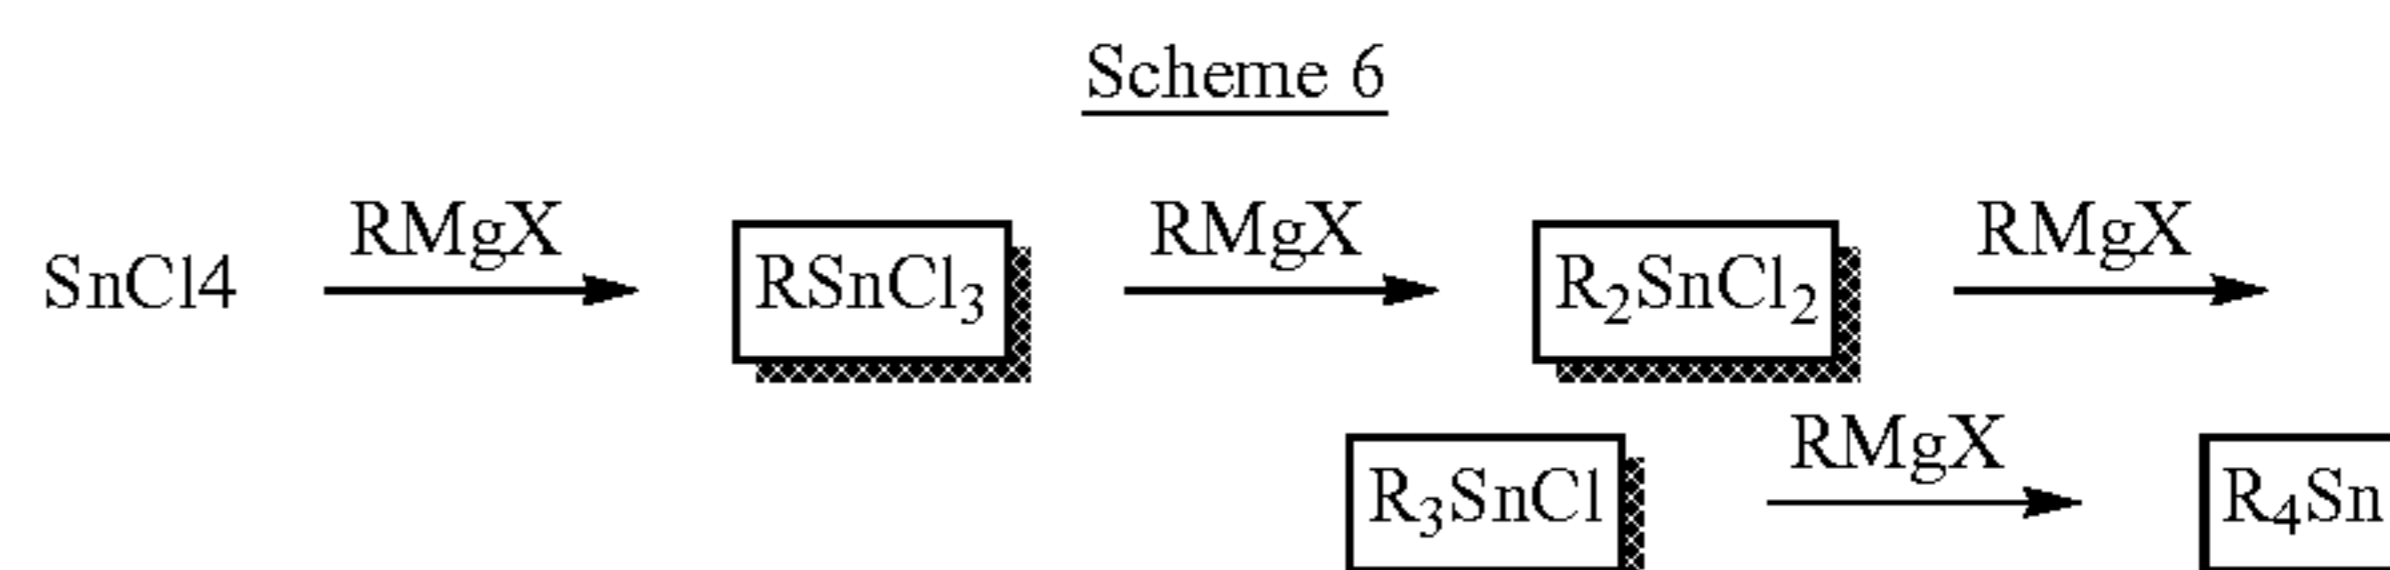 Scheme 6
RMgX RMgX RMgX
SnCl4 RSnCl₃ R₂SnCl₂
RMgX
R₃SnCl R₄Sn